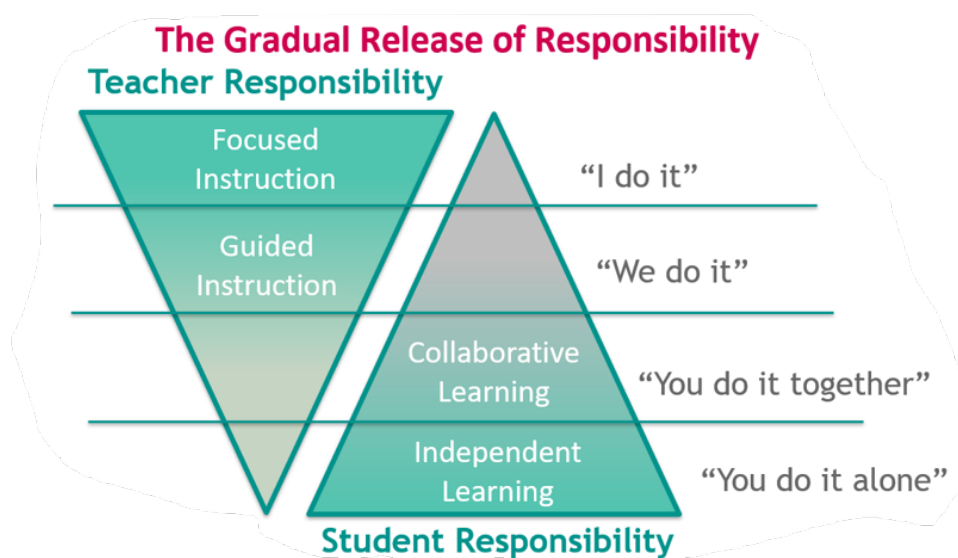 The Gradual Release of Responsibility
Teacher Responsibility
Focused
Instruction
“I do it”
Guided
Instruction
“We do it”
Collaborative
Learning
“You do it together”
Independent
Learning
“You do it alone”
Student Responsibility